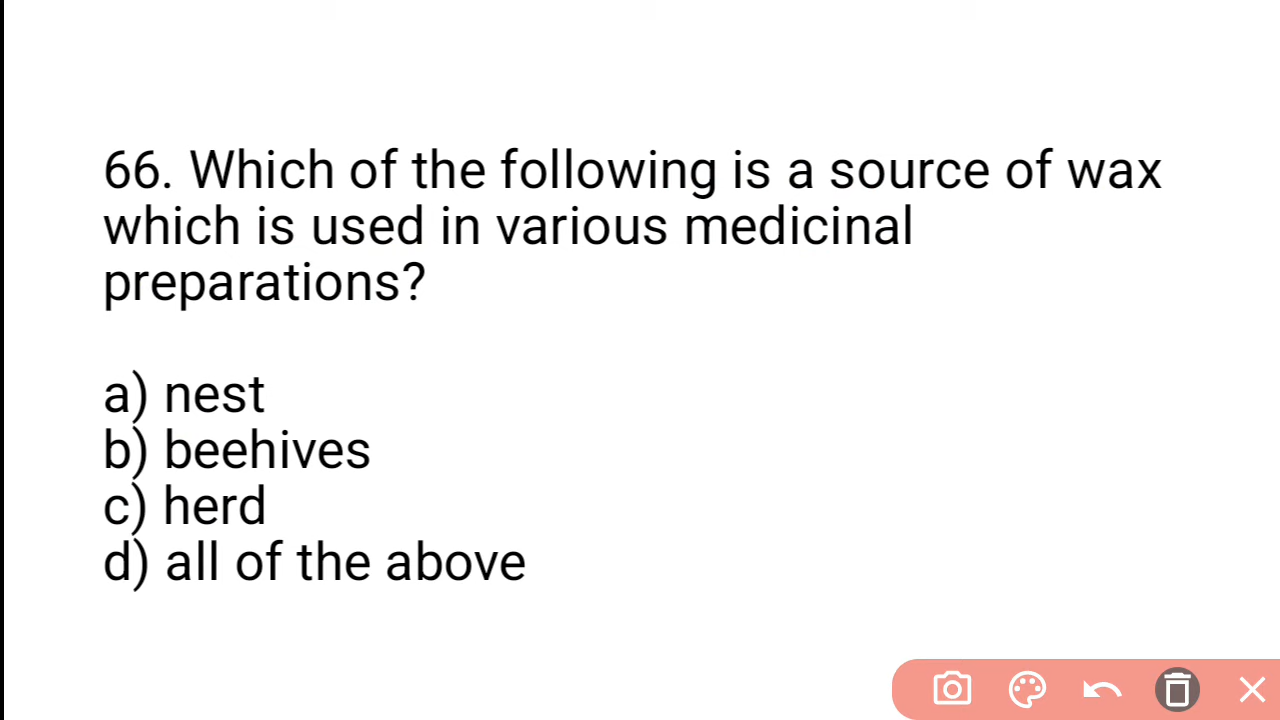 66. Which of the following is a source of wax
which is used in various medicinal
preparations?
a) nest
b) beehives
c) herd
d) all of the above